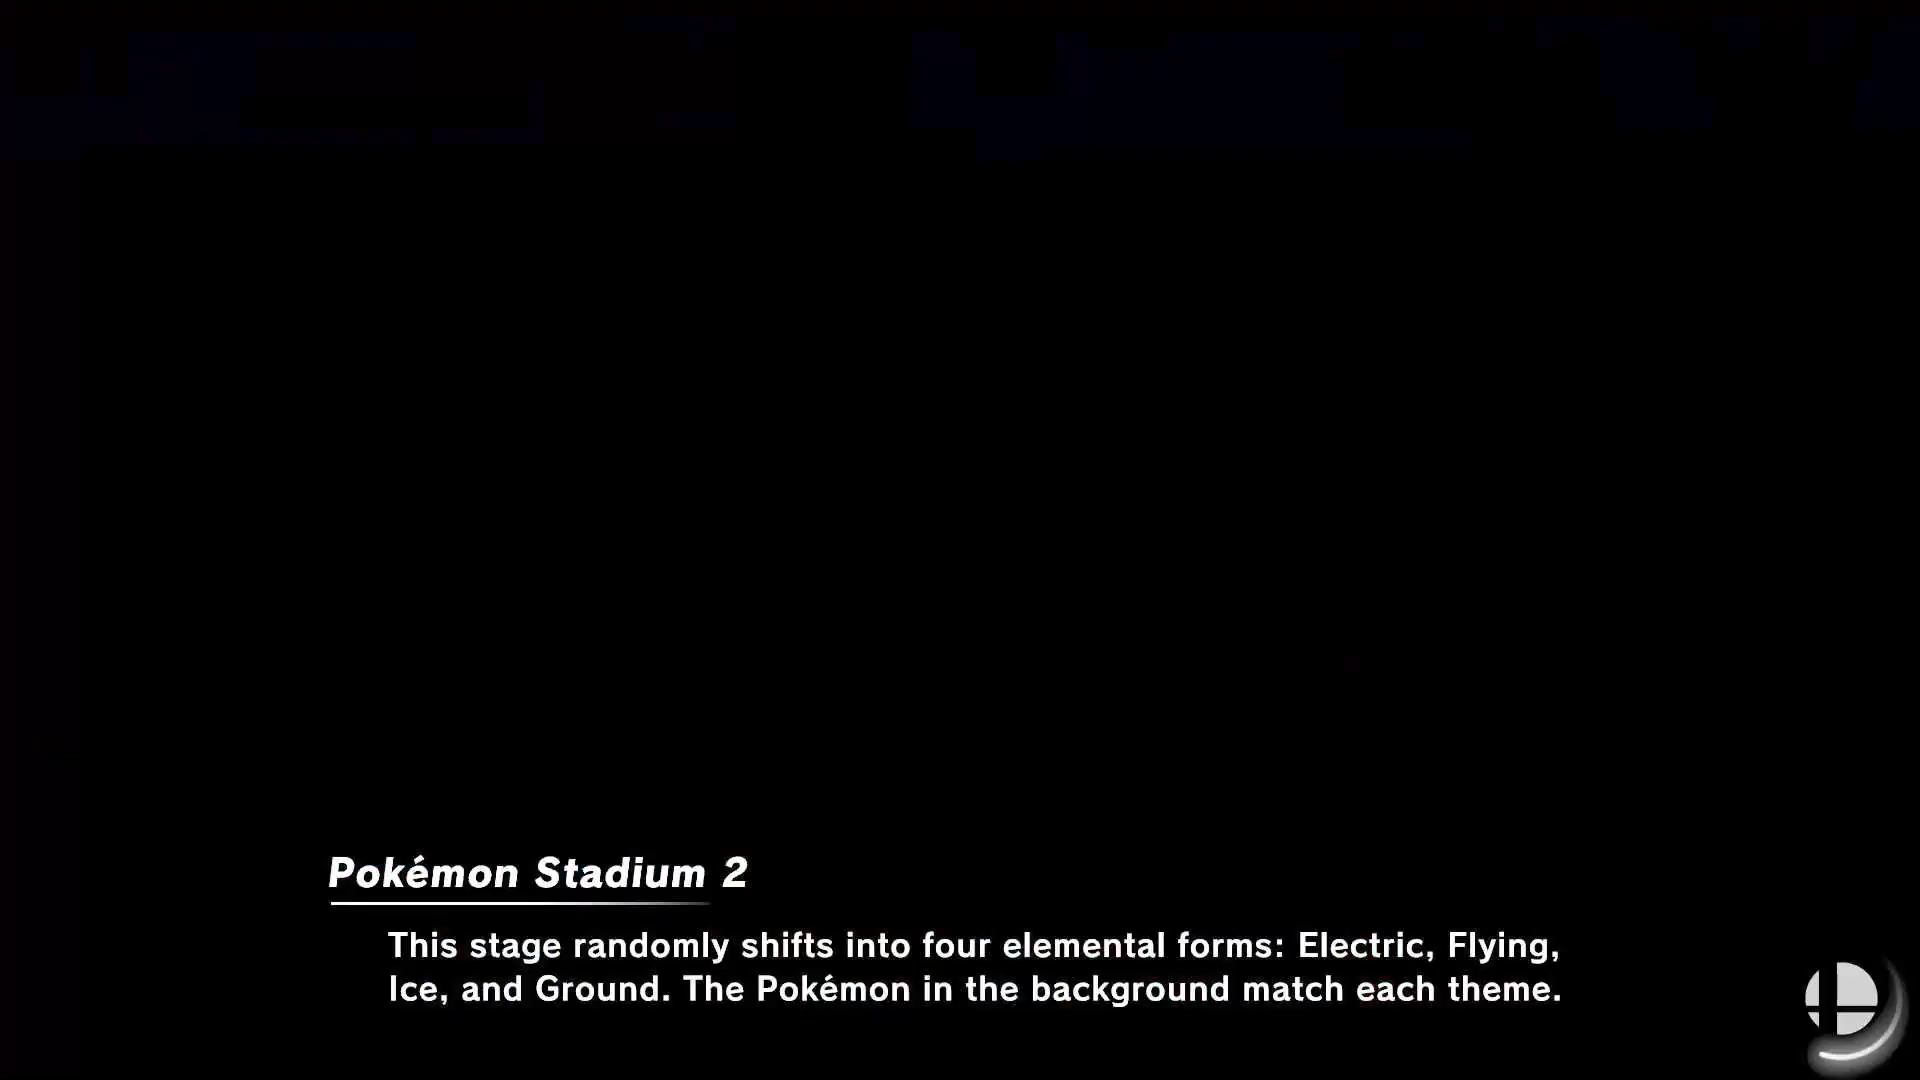 Pokémon Stadium 2
This stage randomly shifts into four elemental forms: Electric, Flying,
Ice, and Ground. The Pokémon in the background match each theme.